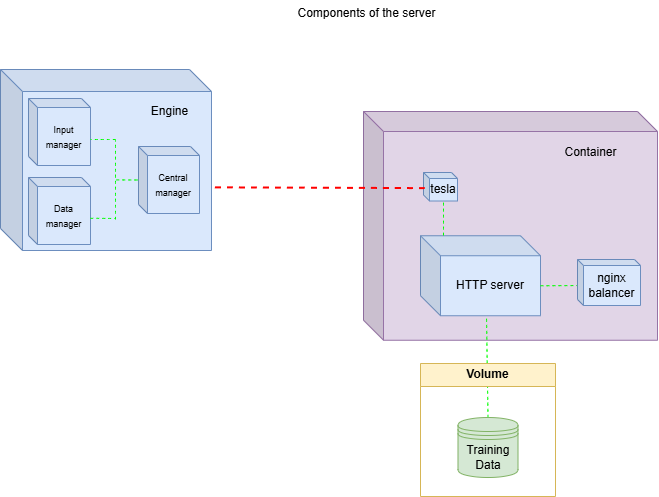 Components of the server
Engine
Input
manager
Central
manager
Data
manager
Container
tesla
HTTP server
nginx
balancer
Volume
Training
Data